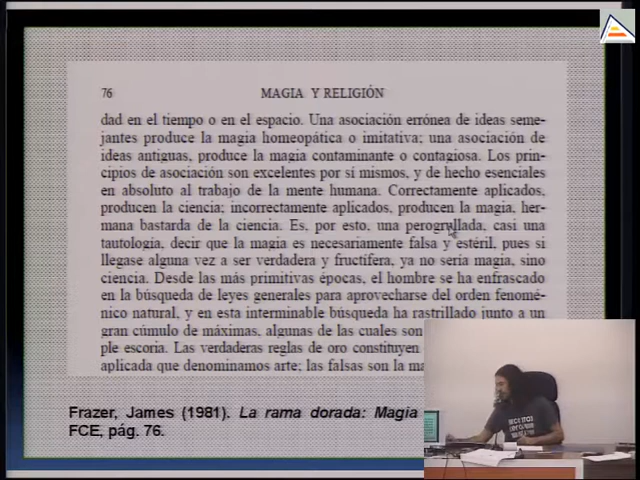 76 MAGIA Y RELIGIÓN
dad en el tiempo o en el espacio. Una asociación errónea de ideas seme-
jantes produce la magia homeopática o imitativa; una asociación de
ideas antiguas, produce la magia contaminante o contagiosa. Los prin-
cipios de asociación son excelentes por sí mismos, y de hecho esenciales
en absoluto al trabajo de la mente humana. Correctamente aplicados,
producen la ciencia; incorrectamente aplicados, producen la magia, her-
mana bastarda de la ciencia. Es, por esto, una perogrullada, casi una
tautología, decir que la magia es necesariamente falsa y estéril, pues si
llegase alguna vez a ser verdadera y fructífera, ya no sería magia, sino
ciencia. Desde las más primitivas épocas, el hombre se ha enfrascado
en la búsqueda de leyes generales para aprovecharse del orden fenomé-
nico natural, y en esta interminable búsqueda ha rastrillado junto a un
gran cúmulo de máximas, algunas de las cuales son
ple escoria. Las verdaderas reglas de oro constituyen
aplicada que denominamos arte; las falsas son la ma
Frazer, James (1981). La rama dorada: Magia
FCE, pág. 76.